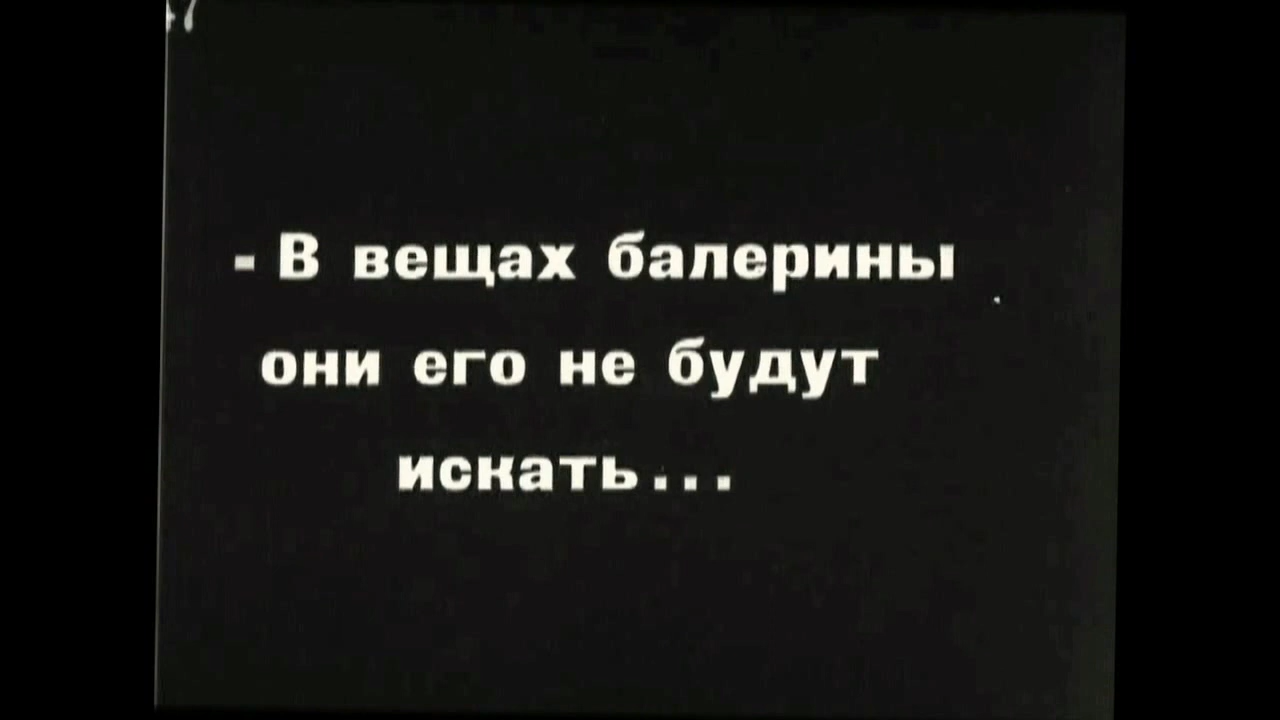 - В вещах балерины
они его не будут
искать...